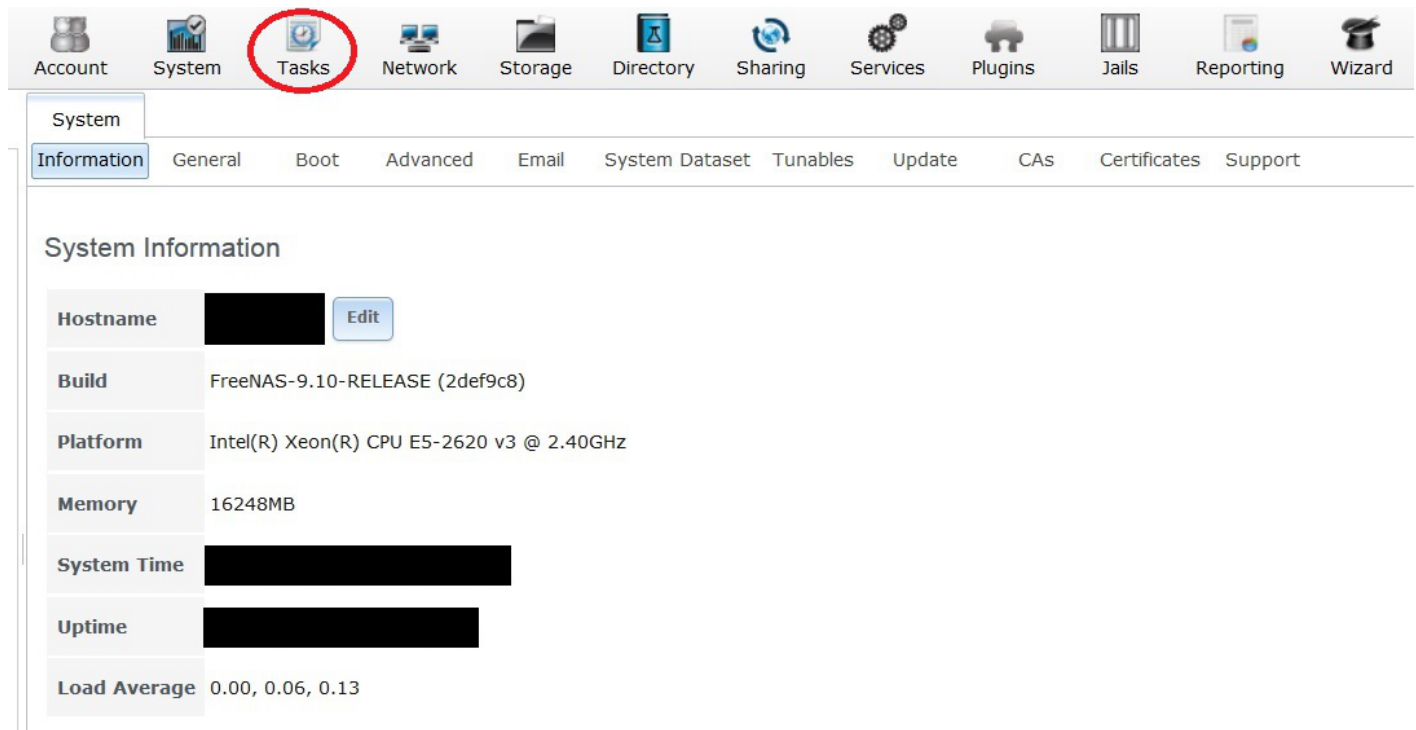 Account System Tasks Network Storage Directory Sharing Services Plugins Jails Reporting Wizard
System
Information General Boot Advanced Email System Dataset Tunables Update CAs Certificates Support
System Information
Hostname Edit
Build FreeNAS-9.10-RELEASE (2def9c8)
Platform Intel(R) Xeon(R) CPU E5-2620 v3 @ 2.40GHz
Memory 16248MB
System Time
Uptime
Load Average 0.00, 0.06, 0.13